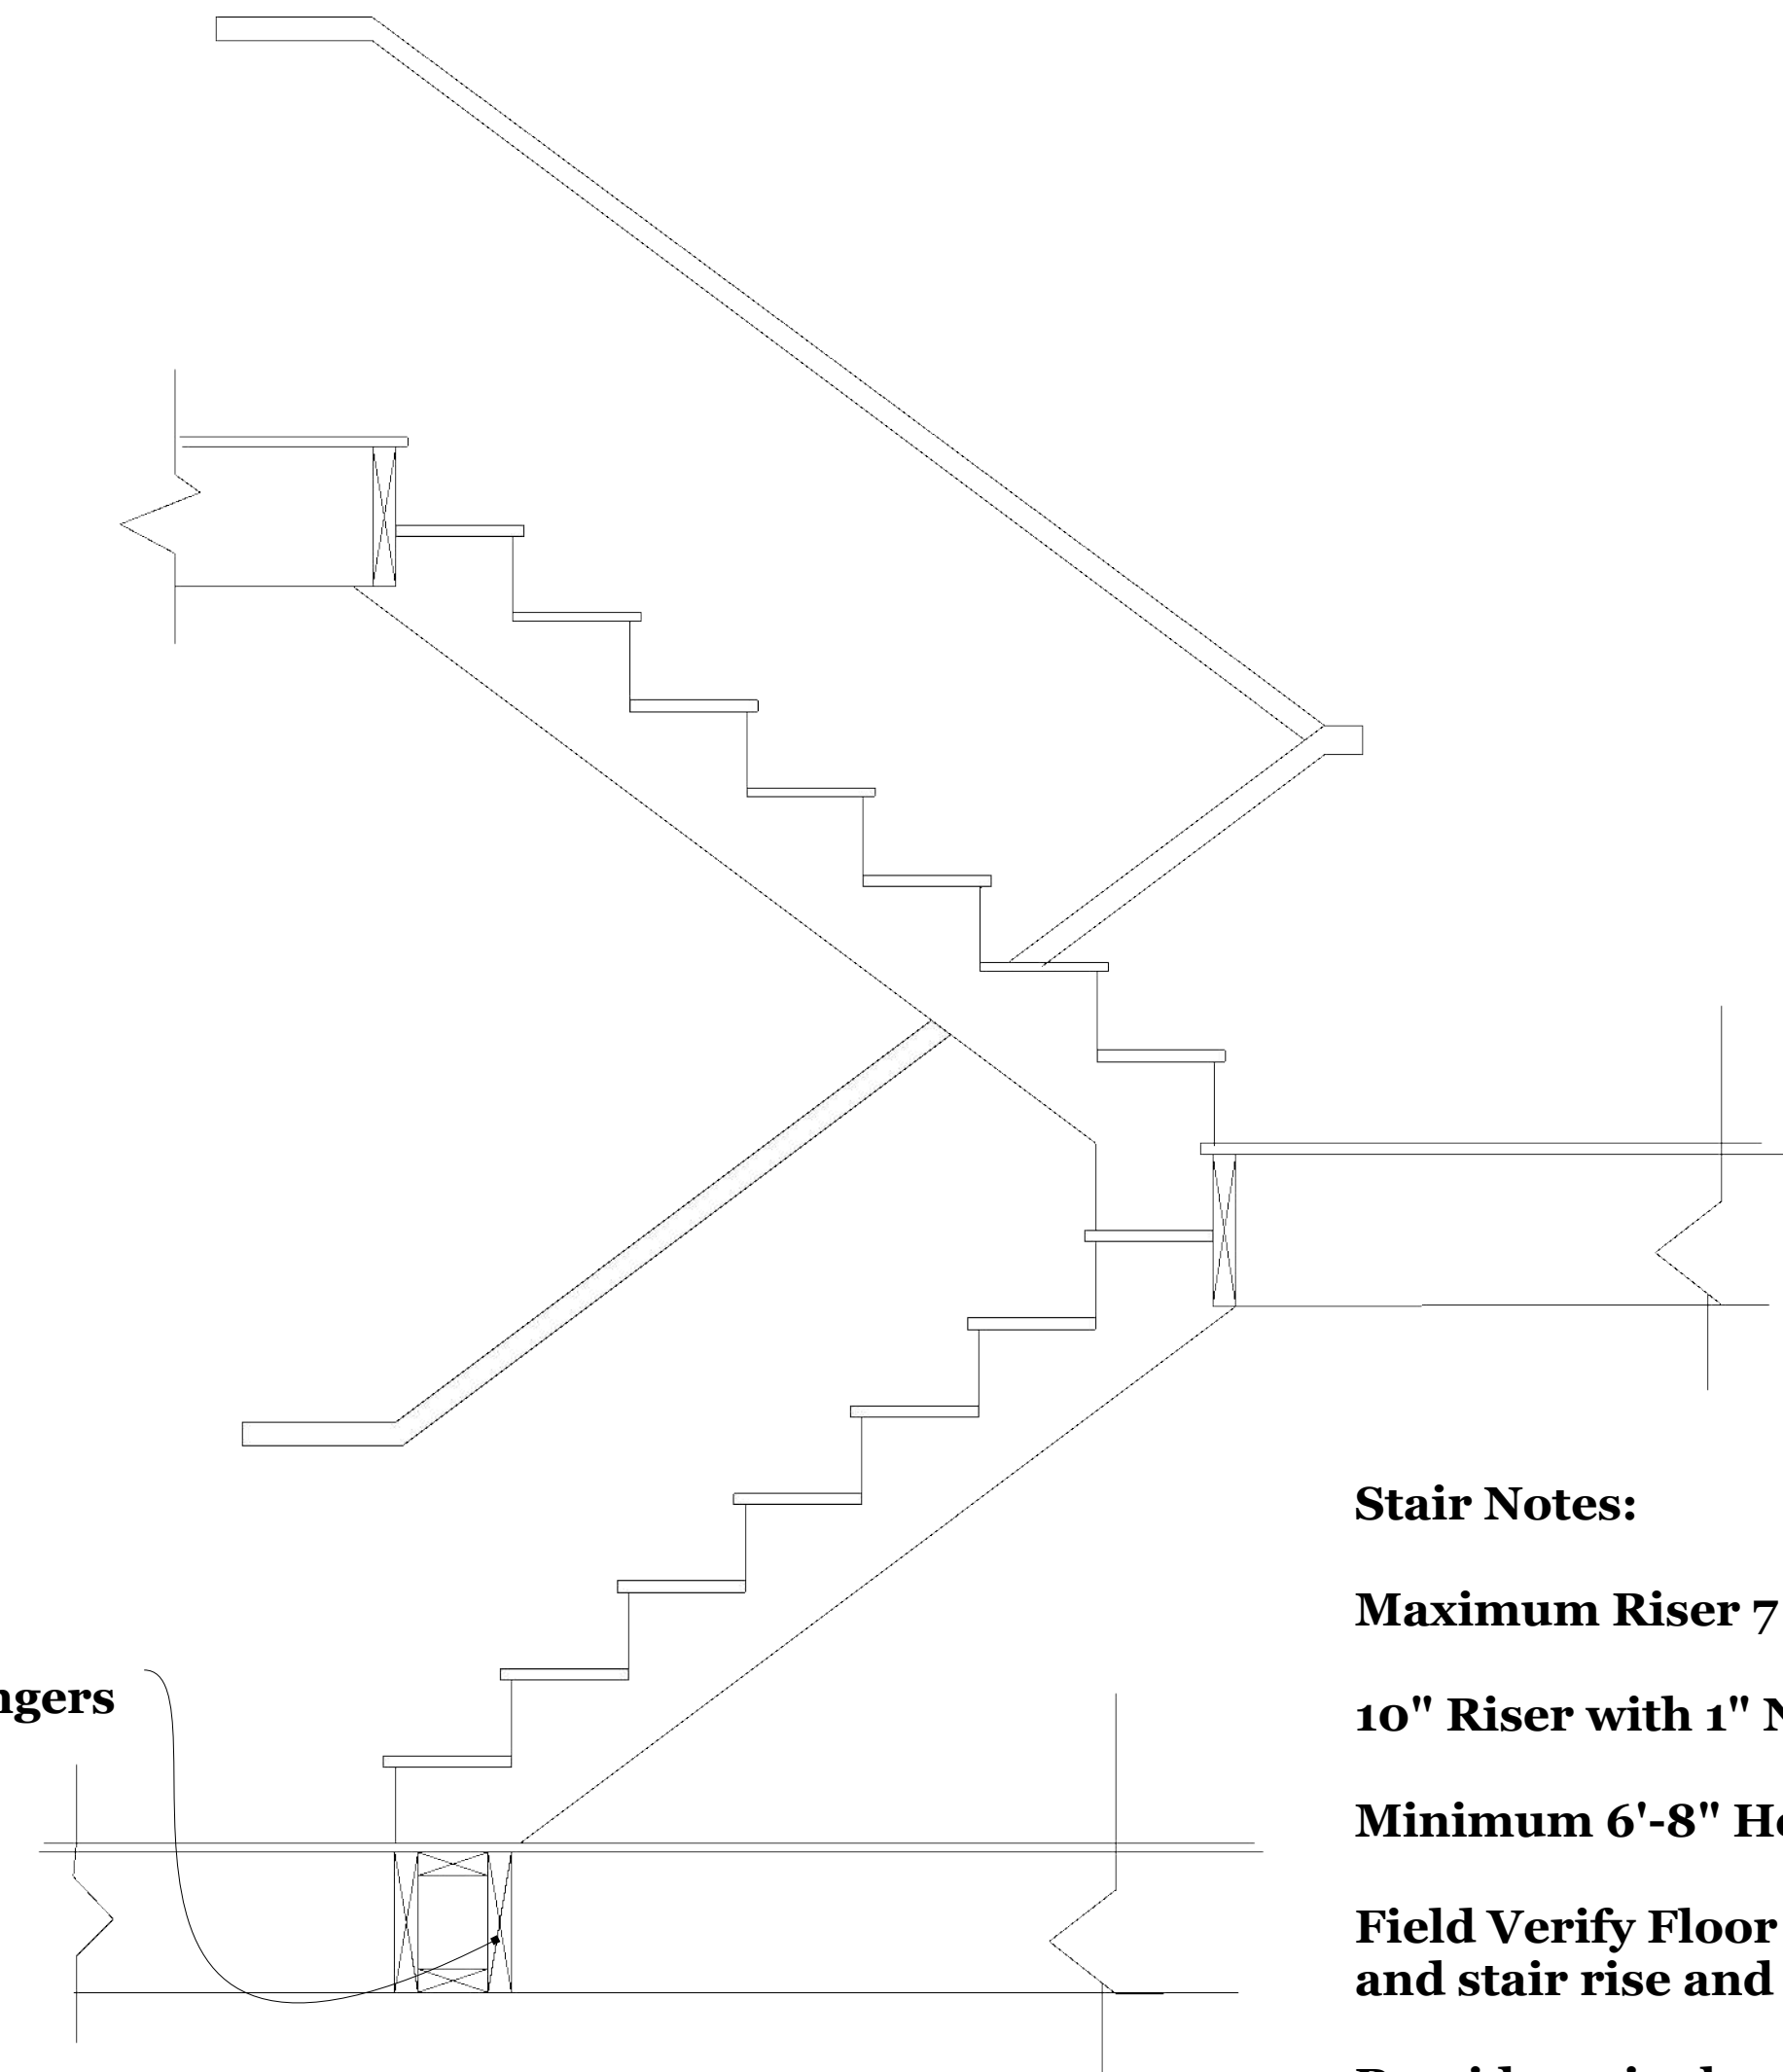 Stair Notes:
Maximum Riser 7
ngers
10" Riser with 1" N
Minimum 6'-8" He
Field Verify Floor
and stair rise and